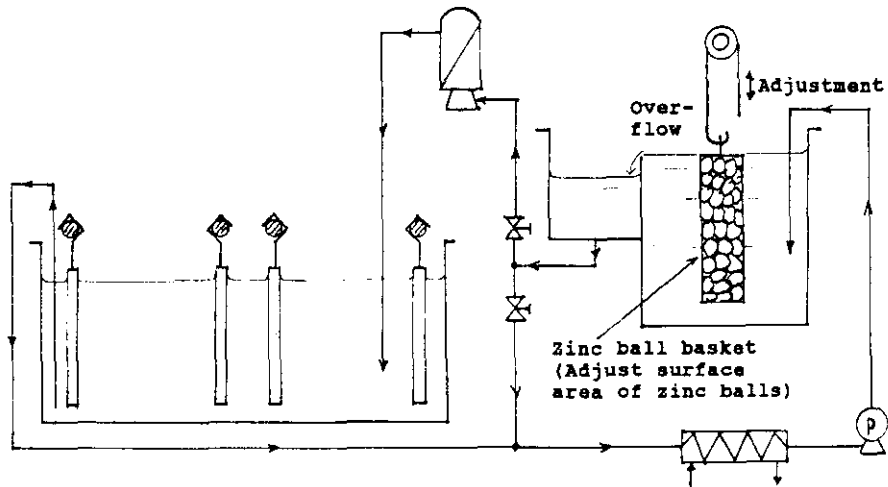 Adjustment
Over-
flow
Zinc ball basket
(Adjust surface
area of zinc balls)
P